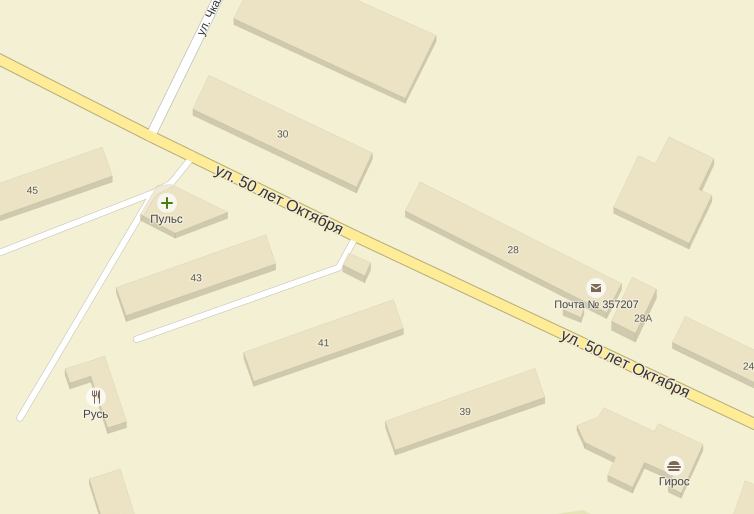 ул. Чка
30
45
ул. 50 лет Октября
Пульс
28
43
Почта № 357207
28А
41
ул. 50 лет Октября
24
Русь
39
Гирос